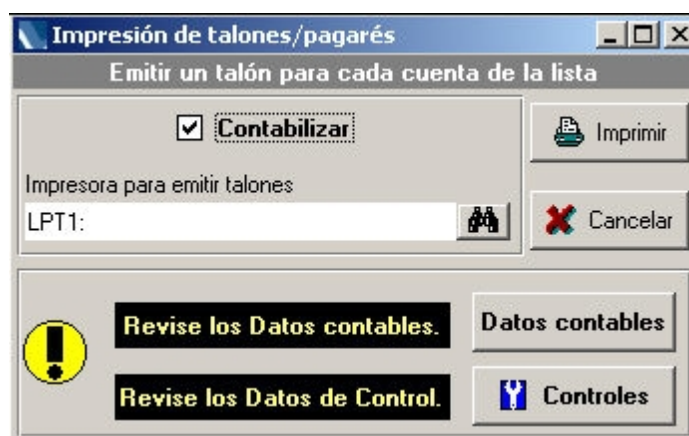 Impresión de talones/pagarés
Emitir un talón para cada cuenta de la lista
Contabilizar
Imprimir
Impresora para emitir talones
LPT1:
Cancelar
Revise los Datos contables.
Datos contables
Revise los Datos de Control.
Controles